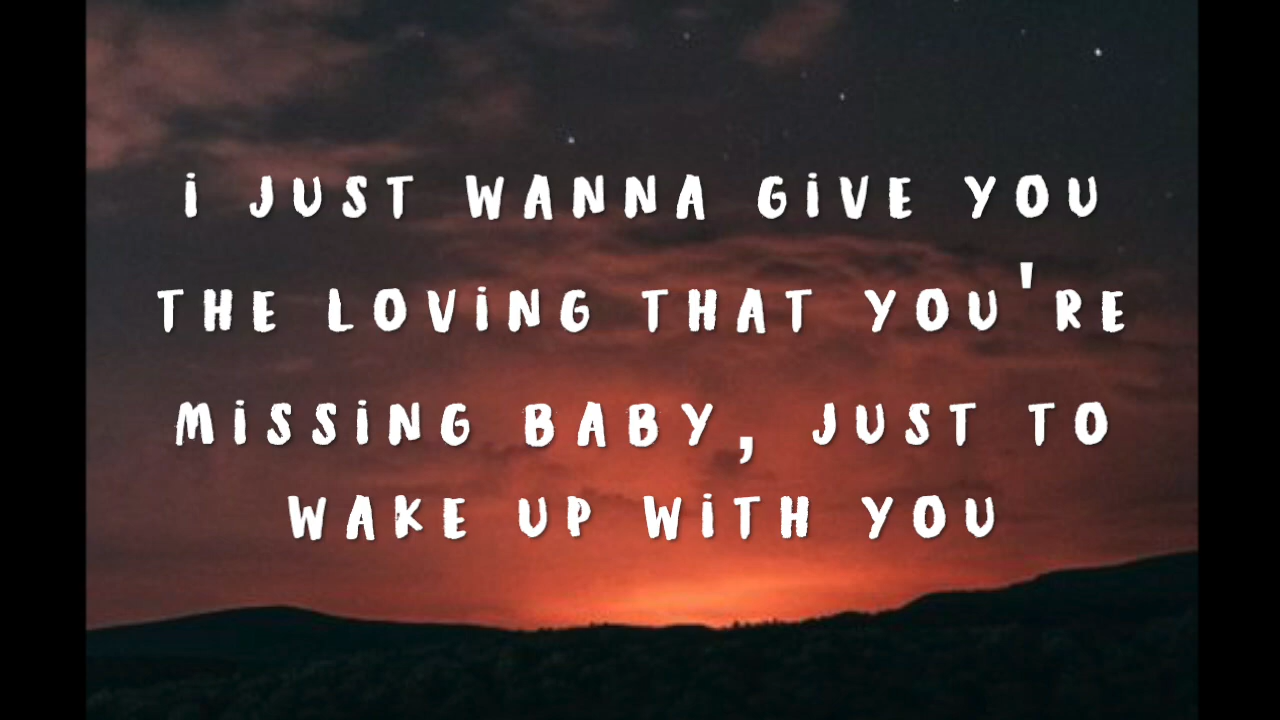 i JUST WANNA GiVE YOU
THE LOViNG THAT YOU'RE
MiSSiNG BABY, JUST TO
WAKE UP WiTH YOU